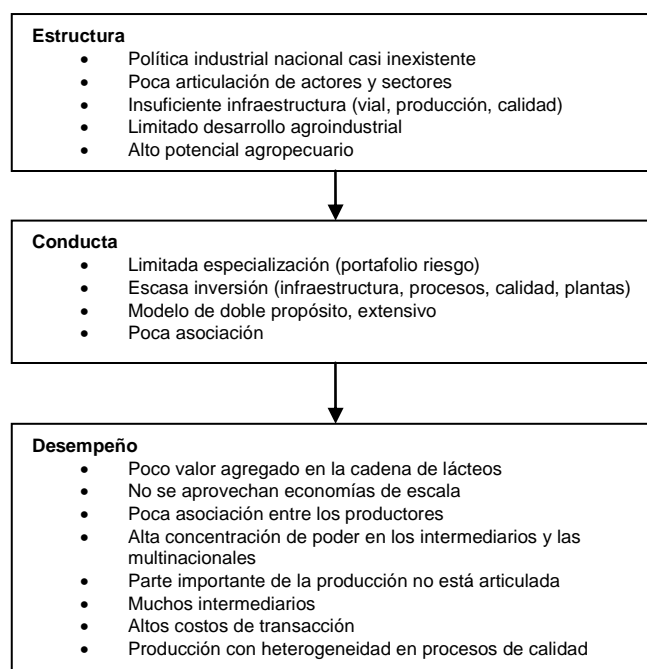 Estructura
• Política industrial nacional casi inexistente
• Poca articulación de actores y sectores
• Insuficiente infraestructura (vial, producción, calidad)
• Limitado desarrollo agroindustrial
• Alto potencial agropecuario
Conducta
• Limitada especialización (portafolio riesgo)
• Escasa inversión (infraestructura, procesos, calidad, plantas)
• Modelo de doble propósito, extensivo
• Poca asociación
Desempeño
• Poco valor agregado en la cadena de lácteos
• No se aprovechan economías de escala
• Poca asociación entre los productores
• Alta concentración de poder en los intermediarios y las
multinacionales
• Parte importante de la producción no está articulada
• Muchos intermediarios
• Altos costos de transacción
• Producción con heterogeneidad en procesos de calidad